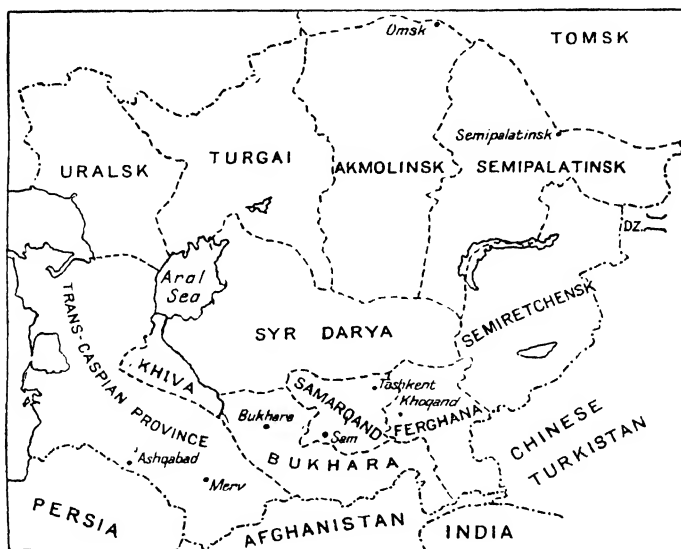 Omsk
TOMSK
Semipalatinsk
URALSK
TURGAI
AKMOLINSK
SEMIPALATINSK
DZ.
Aral
Sea
TRANS-CASPIAN PROVINCE
SYR DARYA
SEMIRETCHENSK
KHIVA
SAMARQAND
Tashkent
Khoqand
FERGHANA
Bukhara
Sam
BUKHARA
CHINESE
TURKISTAN
Ashqabad
Merv
PERSIA
AFGHANISTAN
INDIA